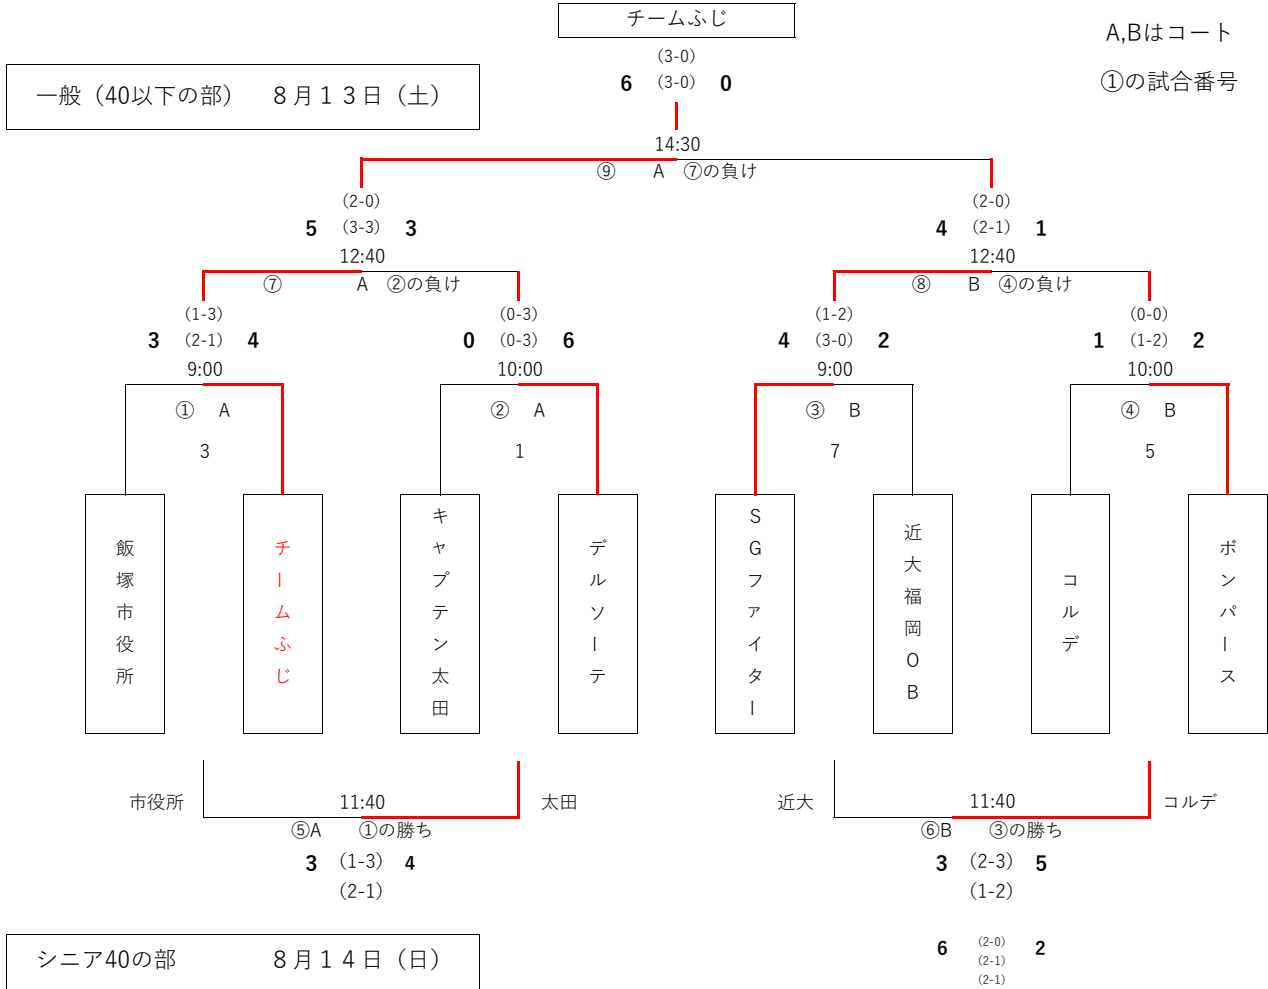 チームふじ
A,Bはコート
①の試合番号
一般（40以下の部）　８月１３日（土）
（3-0）
6 （3-0） 0
14:30
⑨ A ⑦の負け
（2-0）
5 （3-3） 3
12:40
⑦ A ②の負け
（2-0）
4 （2-1） 1
12:40
⑧ B ④の負け
（1-3）
3 （2-1） 4
9:00
① A
3
（0-3）
0 （0-3） 6
10:00
② A
1
（1-2）
4 （3-0） 2
9:00
③ B
7
（0-0）
1 （1-2） 2
10:00
④ B
5
飯塚市役所
チームふじ
キャプテン太田
デルソーテ
SGファイター
近大福岡OB
コルデ
ボンパース
市役所 11:40 太田
⑤A ①の勝ち
3 （1-3） 4
（2-1）
近大 11:40 コルデ
⑥B ③の勝ち
3 （2-3） 5
（1-2）
シニア40の部　８月１４日（日）
（2-0）
6 （2-1） 2
（2-1）